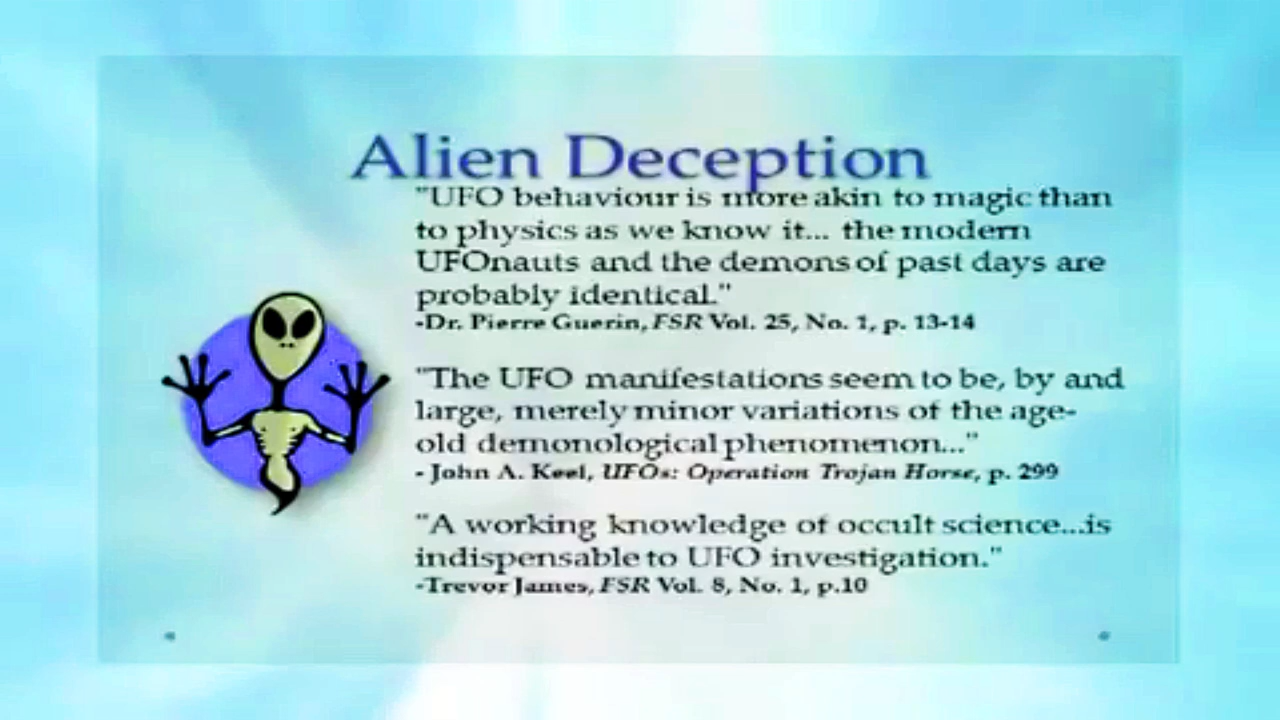 Alien Deception
"UFO behaviour is more akin to magic than
to physics as we know it... the modern
UFOnauts and the demons of past days are
probably identical."
-Dr. Pierre Guerin, FSR Vol. 25, No. 1, p. 13-14
"The UFO manifestations seem to be, by and
large, merely minor variations of the age-
old demonological phenomenon..."
- John A. Keel, UFOs: Operation Trojan Horse, p. 299
"A working knowledge of occult science...is
indispensable to UFO investigation."
-Trevor James, FSR Vol. 8, No. 1, p.10